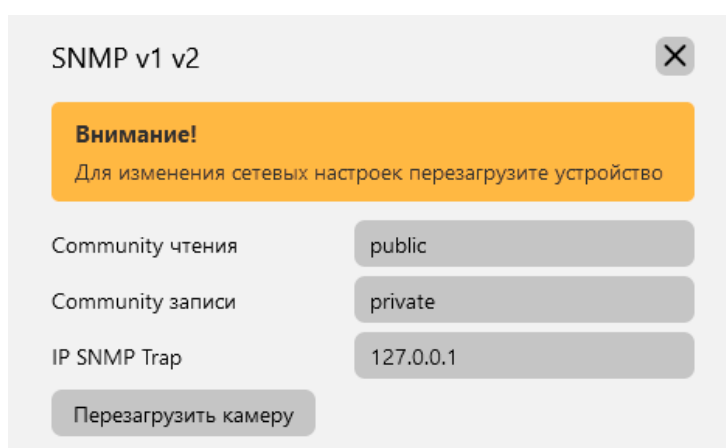 SNMP v1 v2
Внимание!
Для изменения сетевых настроек перезагрузите устройство
Community чтения public
Community записи private
IP SNMP Trap 127.0.0.1
Перезагрузить камеру